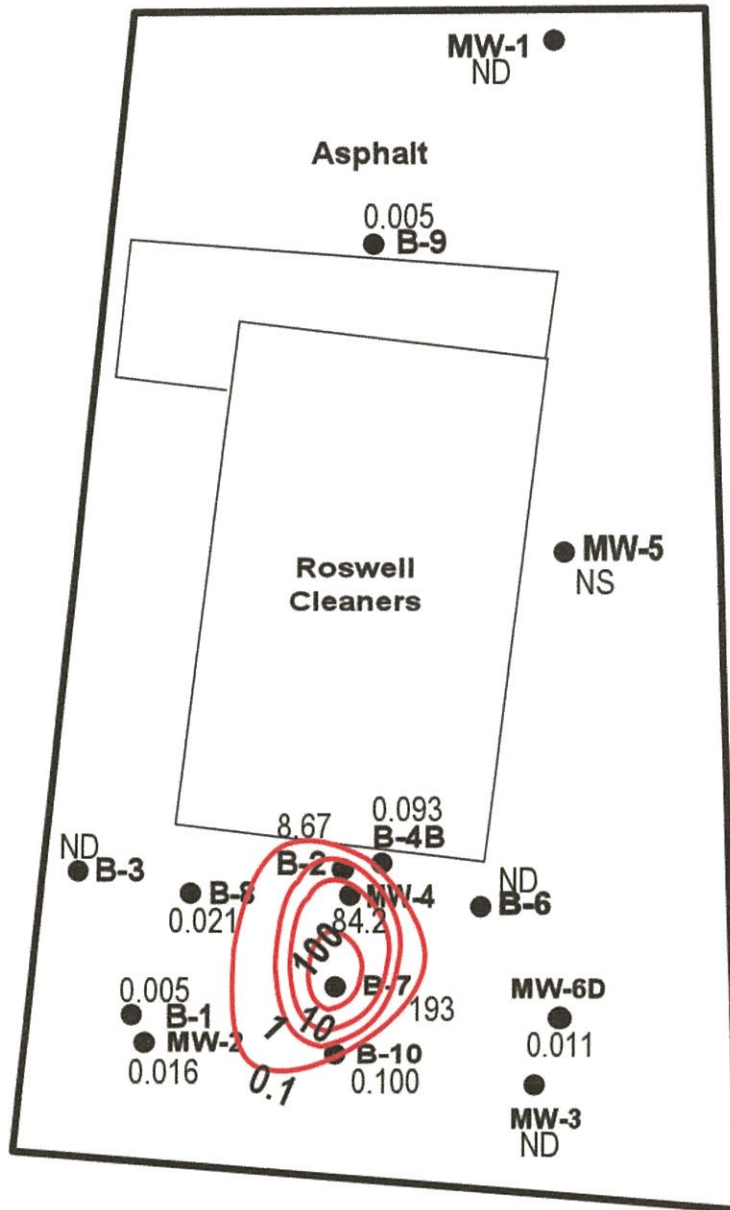 MW-1
ND
Asphalt
0.005
B-9
MW-5
NS
Roswell
Cleaners
0.093
8.67
B-4B
ND
B-2
B-3
ND
B-8
MW-4
B-6
0.021
84.2
100
0.005
B-7
MW-6D
B-1
193
1
10
MW-2
B-10
0.011
0.016
0.1
0.100
MW-3
ND